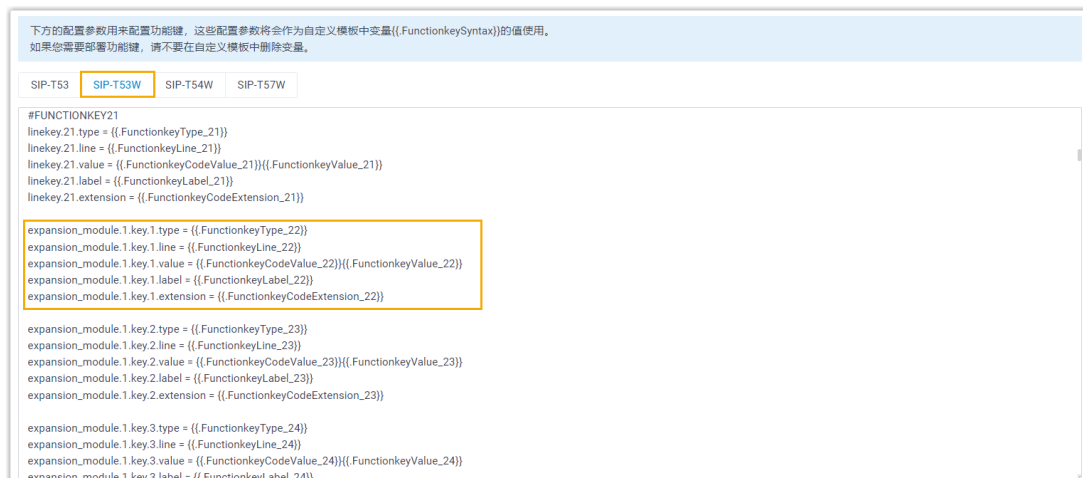 下方的配置参数用来配置功能键，这些配置参数将会作为自定义模板中变量{{.FunctionkeySyntax}}的值使用。
如果您需要部署功能键，请不要在自定义模板中删除变量。
SIP-T53 SIP-T53W SIP-T54W SIP-T57W
#FUNCTIONKEY21
linekey.21.type = {{.FunctionkeyType_21}}
linekey.21.line = {{.FunctionkeyLine_21}}
linekey.21.value = {{.FunctionkeyCodeValue_21}}{{.FunctionkeyValue_21}}
linekey.21.label = {{.FunctionkeyLabel_21}}
linekey.21.extension = {{.FunctionkeyCodeExtension_21}}
expansion_module.1.key.1.type = {{.FunctionkeyType_22}}
expansion_module.1.key.1.line = {{.FunctionkeyLine_22}}
expansion_module.1.key.1.value = {{.FunctionkeyCodeValue_22}}{{.FunctionkeyValue_22}}
expansion_module.1.key.1.label = {{.FunctionkeyLabel_22}}
expansion_module.1.key.1.extension = {{.FunctionkeyCodeExtension_22}}
expansion_module.1.key.2.type = {{.FunctionkeyType_23}}
expansion_module.1.key.2.line = {{.FunctionkeyLine_23}}
expansion_module.1.key.2.value = {{.FunctionkeyCodeValue_23}}{{.FunctionkeyValue_23}}
expansion_module.1.key.2.label = {{.FunctionkeyLabel_23}}
expansion_module.1.key.2.extension = {{.FunctionkeyCodeExtension_23}}
expansion_module.1.key.3.type = {{.FunctionkeyType_24}}
expansion_module.1.key.3.line = {{.FunctionkeyLine_24}}
expansion_module.1.key.3.value = {{.FunctionkeyCodeValue_24}}{{.FunctionkeyValue_24}}
expansion_module.1.key.3.label = {{.FunctionkeyLabel_24}}